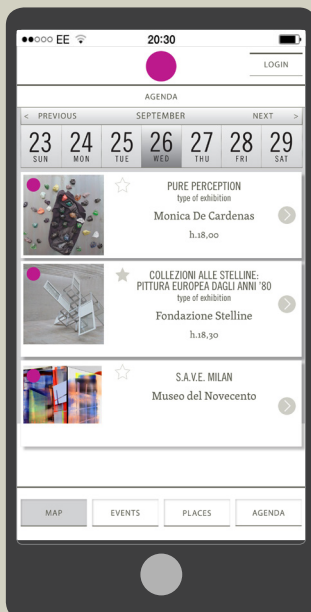 EE 20:30
LOGIN
AGENDA
< PREVIOUS SEPTEMBER NEXT >
23 24 25 26 27 28 29
SUN MON TUE WED THU FRI SAT
PURE PERCEPTION
type of exhibition
Monica De Cardenas
h.18,00
COLLEZIONI ALLE STELLINE:
PITTURA EUROPEA DAGLI ANNI '80
type of exhibition
Fondazione Stelline
h.18,30
S.A.V.E. MILAN
Museo del Novecento
MAP EVENTS PLACES AGENDA